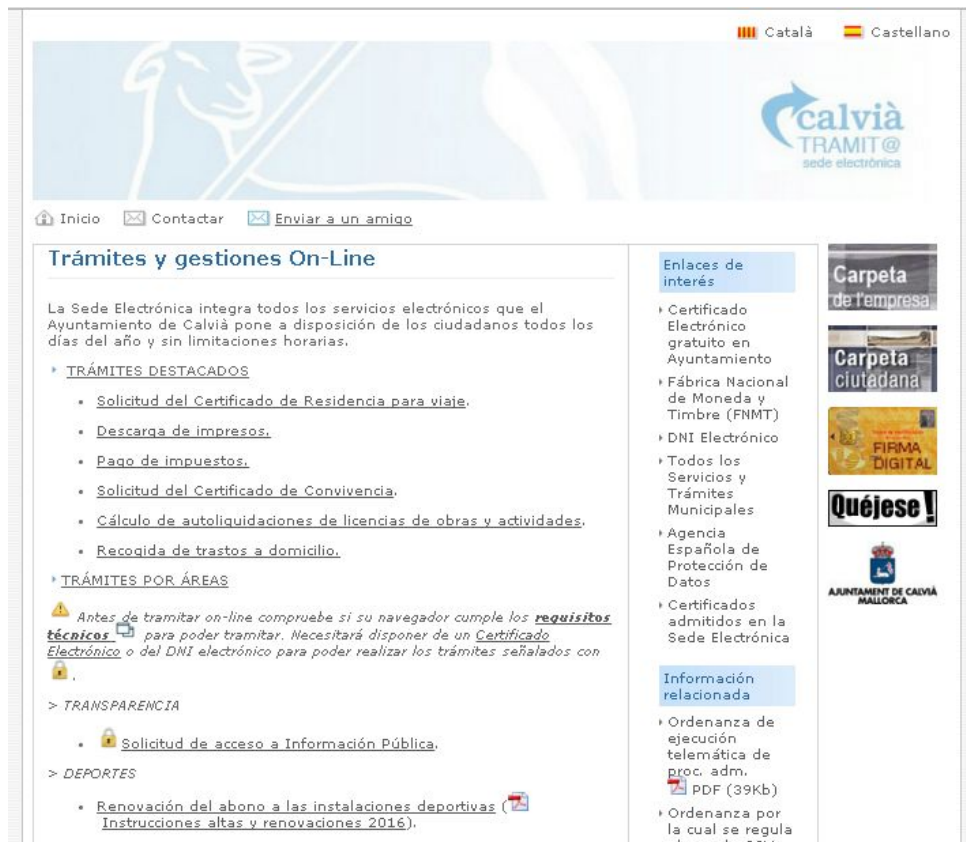 Català Castellano
calvià
TRAMIT@
sede electrónica
Inicio Contactar Enviar a un amigo
Trámites y gestiones On-Line
La Sede Electrónica integra todos los servicios electrónicos que el
Ayuntamiento de Calvià pone a disposición de los ciudadanos todos los
días del año y sin limitaciones horarias.
TRÁMITES DESTACADOS
Solicitud del Certificado de Residencia para viaje.
Descarga de impresos.
Pago de impuestos.
Solicitud del Certificado de Convivencia.
Cálculo de autoliquidaciones de licencias de obras y actividades.
Recogida de trastos a domicilio.
TRÁMITES POR ÁREAS
Antes de tramitar on-line compruebe si su navegador cumple los requisitos
técnicos para poder tramitar. Necesitará disponer de un Certificado
Electrónico o del DNI electrónico para poder realizar los trámites señalados con
.
> TRANSPARENCIA
Solicitud de acceso a Información Pública.
> DEPORTES
Renovación del abono a las instalaciones deportivas (
Instrucciones altas y renovaciones 2016).
Enlaces de
interés
Certificado
Electrónico
gratuito en
Ayuntamiento
Fábrica Nacional
de Moneda y
Timbre (FNMT)
DNI Electrónico
Todos los
Servicios y
Trámites
Municipales
Agencia
Española de
Protección de
Datos
Certificados
admitidos en la
Sede Electrónica
Información
relacionada
Ordenanza de
ejecución
telemática de
proc. adm.
PDF (39Kb)
Ordenanza por
la cual se regula
Carpeta
de l'empresa
Carpeta
ciutadana
FIRMA
DIGITAL
Quéjese!
AJUNTAMENT DE CALVIÀ
MALLORCA